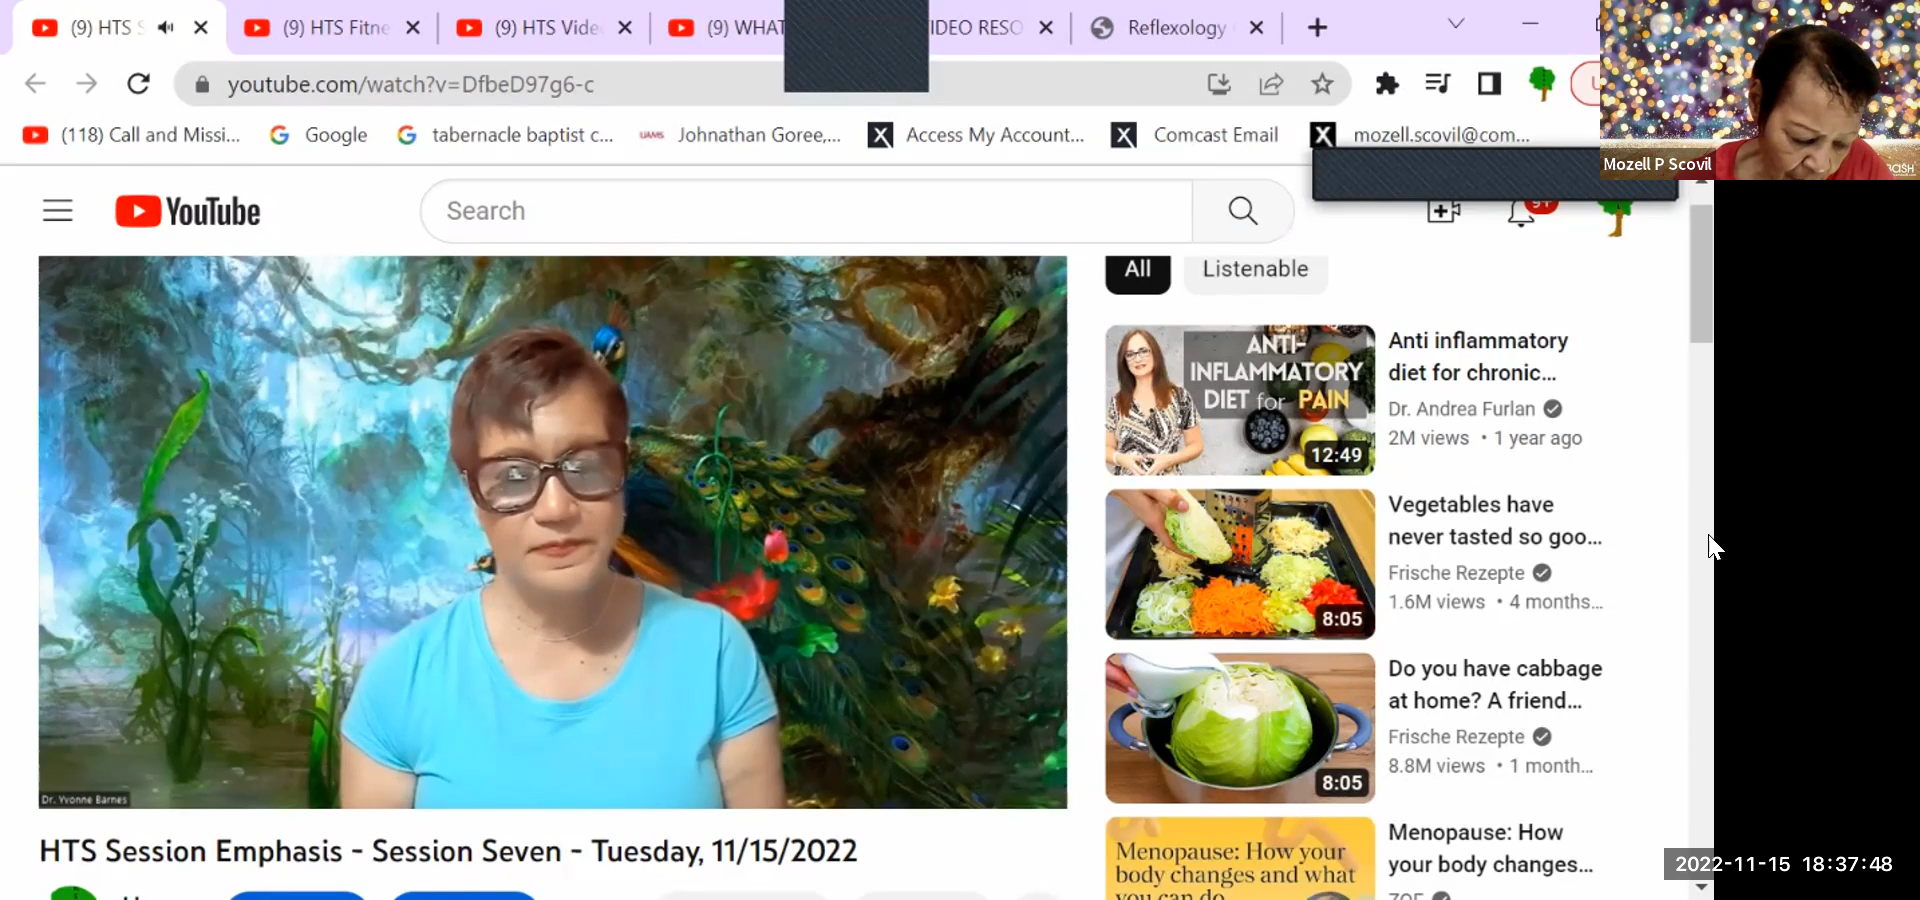 (9) HTS S
(9) HTS Fitne
(9) HTS Vide
(9) WHAT
IDEO RESO
Reflexology
youtube.com/watch?v=DfbeD97g6-c
(118) Call and Missi...
Google
tabernacle baptist c...
UAMS
Johnathan Goree,...
Access My Account...
Comcast Email
mozell.scovil@com...
Mozell P Scovil
YouTube
Search
9+
All
Listenable
ANTI-
INFLAMMATORY
DIET for PAIN
12:49
Anti inflammatory
diet for chronic...
Dr. Andrea Furlan
2M views • 1 year ago
8:05
Vegetables have
never tasted so goo...
Frische Rezepte
1.6M views • 4 months...
8:05
Do you have cabbage
at home? A friend...
Frische Rezepte
8.8M views • 1 month...
Menopause: How your
body changes and what
you can do
Menopause: How
your body changes...
ZOE
Dr. Yvonne Barnes
HTS Session Emphasis - Session Seven - Tuesday, 11/15/2022
2022-11-15 18:37:48